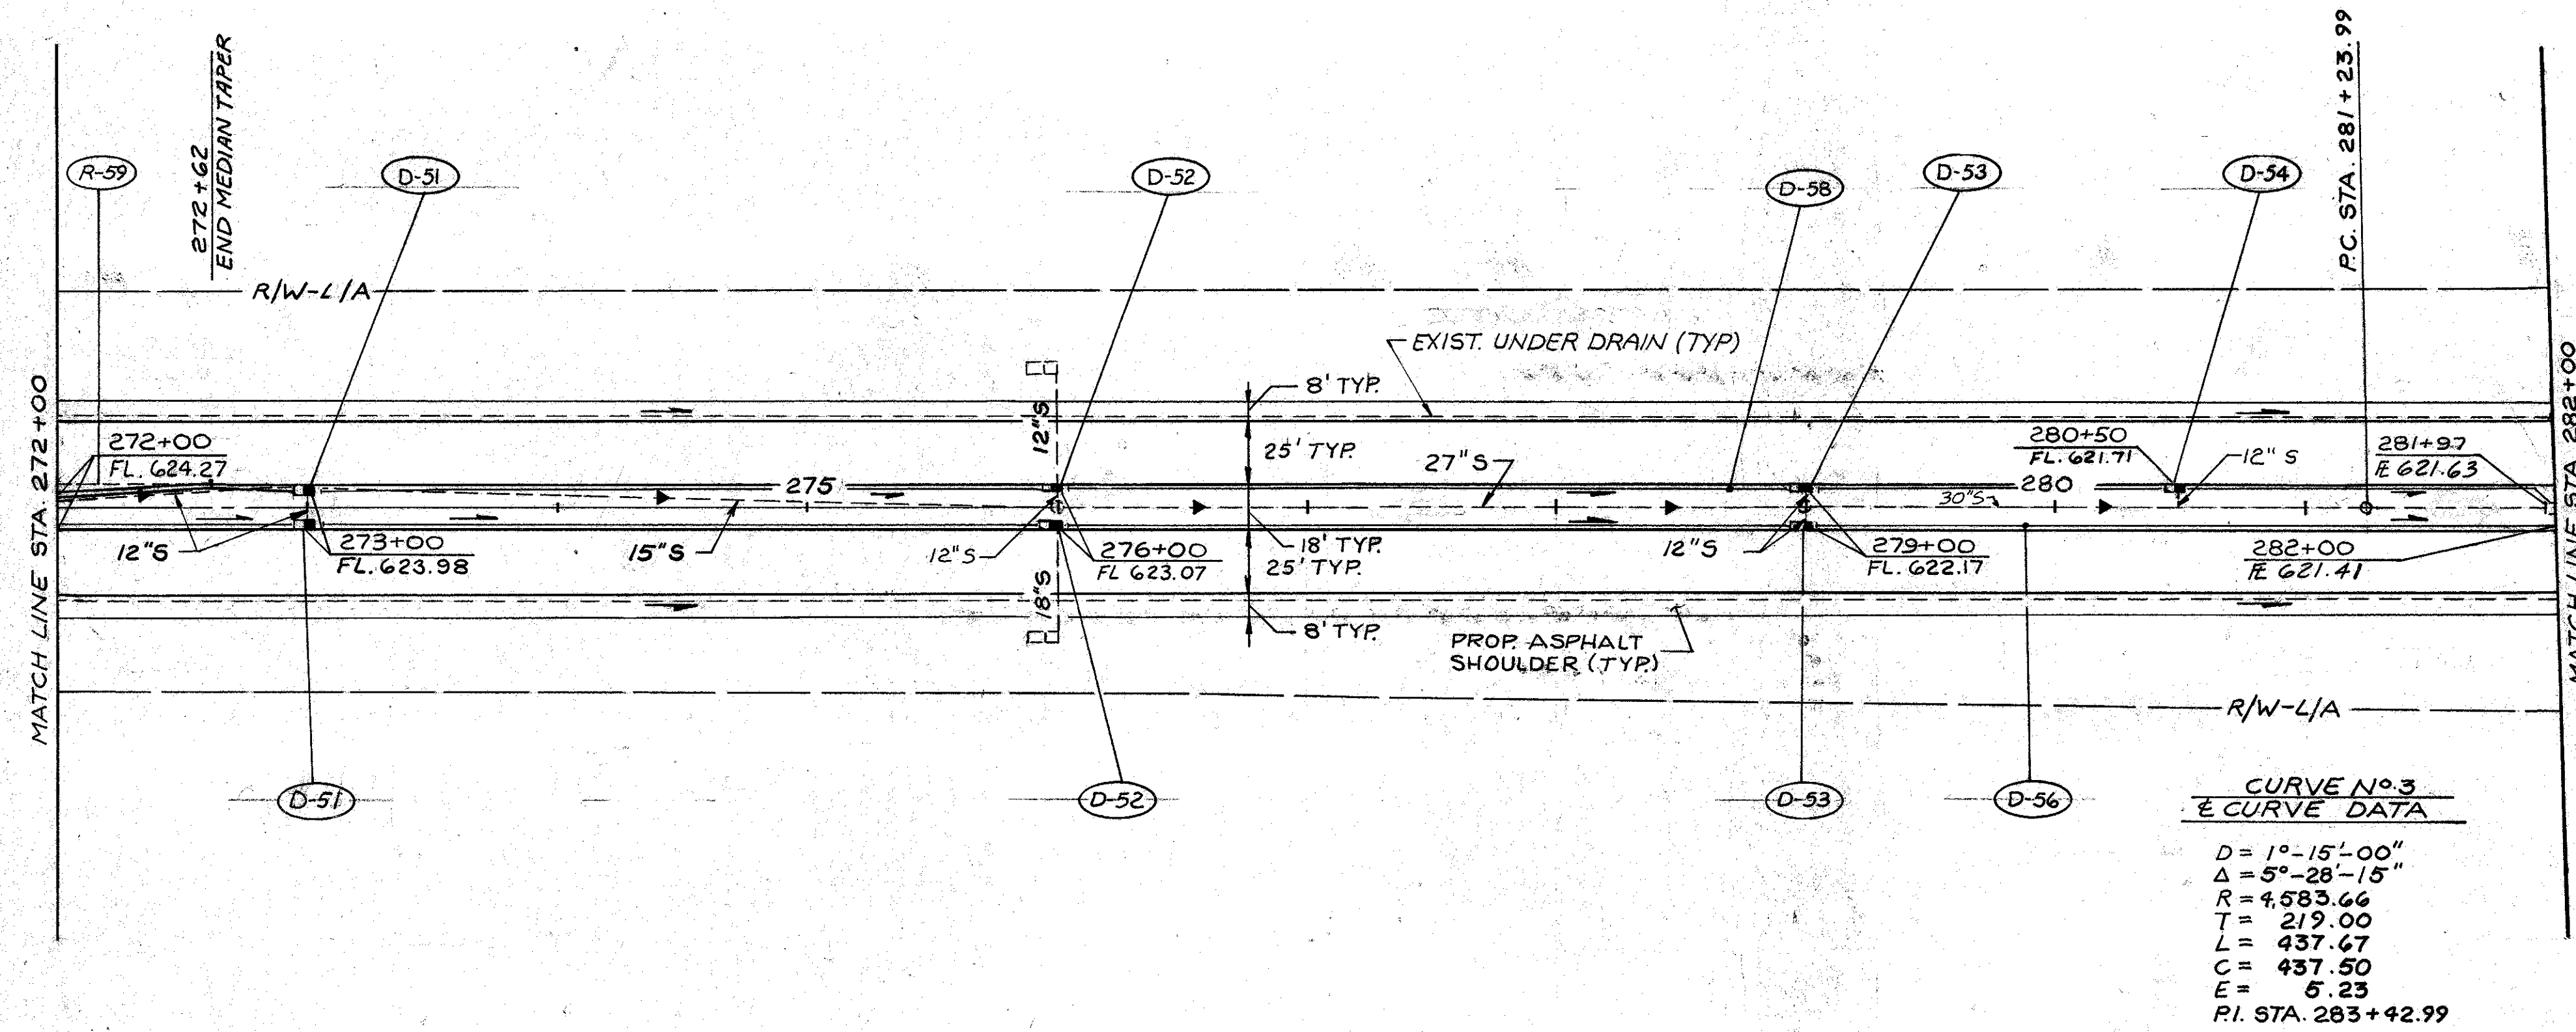 272+62
END MEDIAN TAPER
P.C. STA. 281+23.99
R-59
D-51
D-52
D-58
D-53
D-54
R/W-L/A
EXIST. UNDER DRAIN (TYP)
8' TYP.
MATCH LINE STA. 272+00
MATCH LINE STA 282+00
12"S
272+00
FL. 624.27
25' TYP.
27"S
280+50
FL. 621.71
12" S
281+97
FL 621.63
275
30"S
280
12"S
273+00
FL. 623.98
15"S
12"S
276+00
FL 623.07
18' TYP.
25' TYP.
12"S
279+00
FL. 622.17
282+00
FL 621.41
18"S
8' TYP.
PROP. ASPHALT
SHOULDER (TYP.)
R/W-L/A
D-51
D-52
D-53
D-56
CURVE Nº.3
℄ CURVE DATA
D = 1°-15'-00"
Δ = 5°-28'-15"
R = 4,583.66
T = 219.00
L = 437.67
C = 437.50
E = 5.23
P.I. STA. 283+42.99